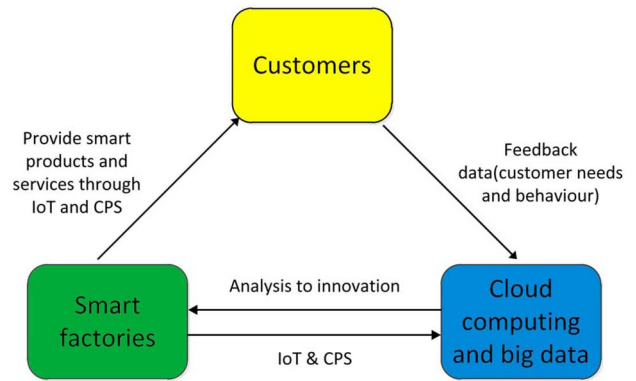 Customers
Provide smart
products and
services through
IoT and CPS
Feedback
data(customer needs
and behaviour)
Smart
factories
Analysis to innovation
IoT & CPS
Cloud
computing
and big data